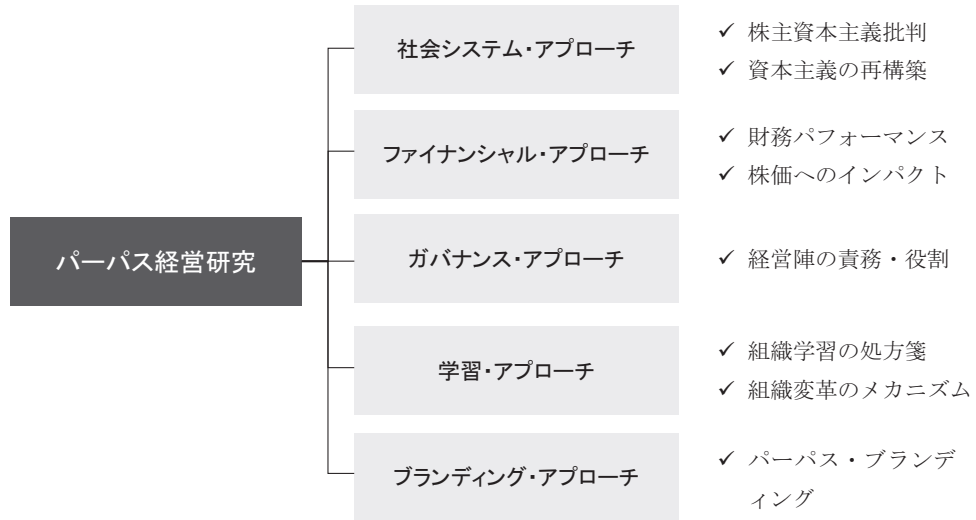 パーパス経営研究
社会システム・アプローチ
✓ 株主資本主義批判
✓ 資本主義の再構築
ファイナンシャル・アプローチ
✓ 財務パフォーマンス
✓ 株価へのインパクト
ガバナンス・アプローチ
✓ 経営陣の責務・役割
学習・アプローチ
✓ 組織学習の処方箋
✓ 組織変革のメカニズム
ブランディング・アプローチ
✓ パーパス・ブランデ
ィング